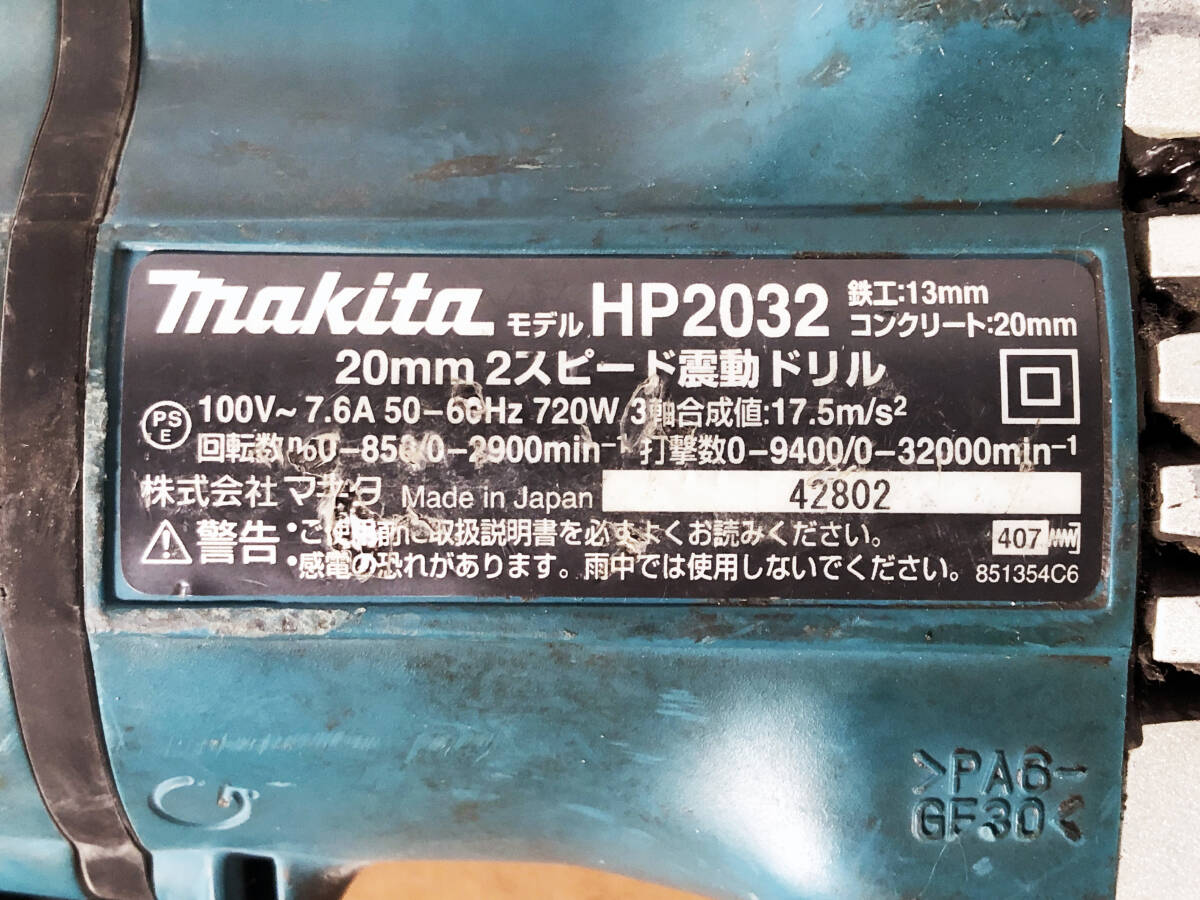 makita モデル HP2032 鉄工:13mm
コンクリート:20mm
20mm 2スピード震動ドリル
PS
E
100V~ 7.6A 50-60Hz 720W 3軸合成値:17.5m/s²
回転数 0-850/0-2900min⁻¹ 打撃数0-9400/0-32000min⁻¹
株式会社 マキタ Made in Japan 42802
警告 •ご使用前に取扱説明書を必ずよくお読みください。
•感電の恐れがあります。雨中では使用しないでください。
407
851354C6
>PA6-
GF30<